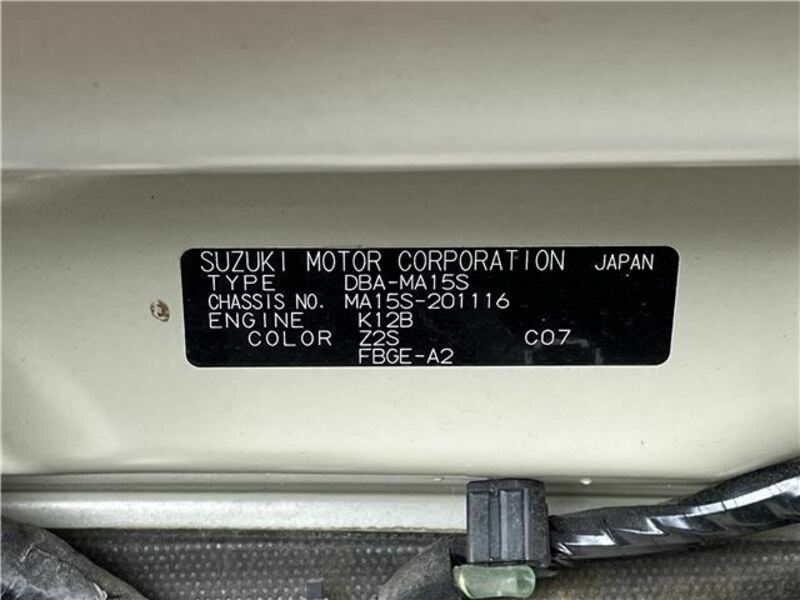 SUZUKI MOTOR CORPORATION JAPAN
TYPE DBA-MA15S
CHASSIS NO. MA15S-201116
ENGINE K12B
COLOR Z2S C07
FBGE-A2